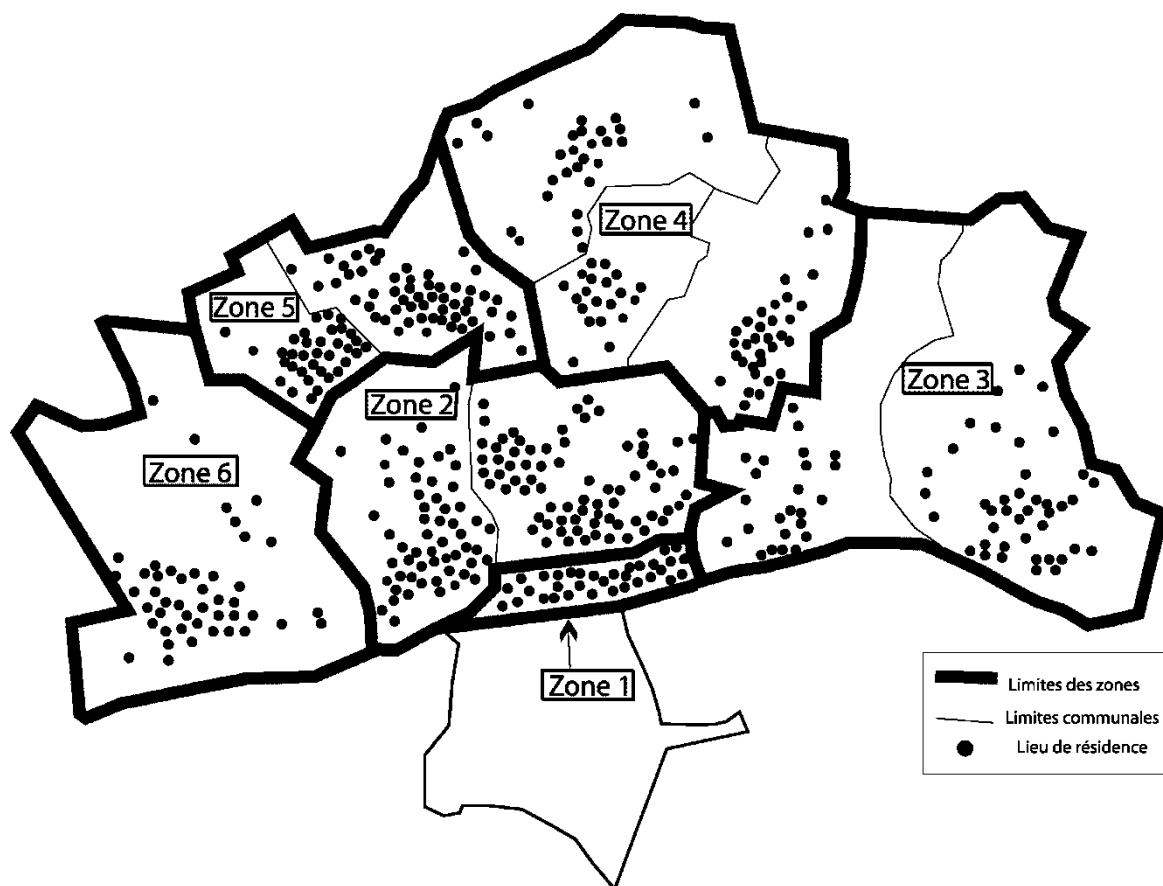 Zone 4
Zone 5
Zone 3
Zone 2
Zone 6
Zone 1
Limites des zones
Limites communales
Lieu de résidence